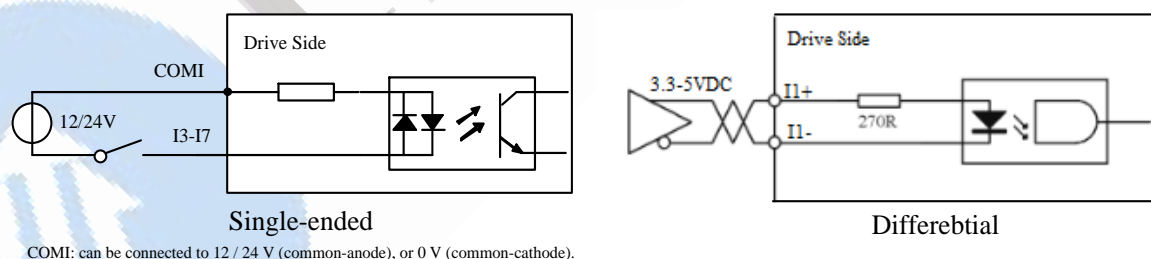 Drive Side
COMI
12/24V
I3-I7
Single-ended
COMI: can be connected to 12 / 24 V (common-anode), or 0 V (common-cathode).
Drive Side
3.3-5VDC
I1+
270R
I1-
Differebtial